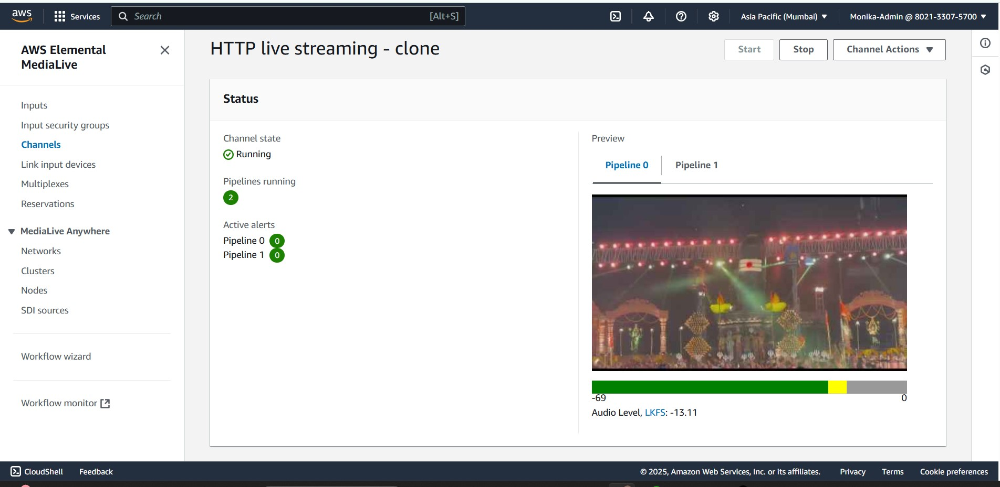 aws
Services
Search
[Alt+S]
Asia Pacific (Mumbai)
Monika-Admin @ 8021-3307-5700
AWS Elemental
MediaLive
Inputs
Input security groups
Channels
Link input devices
Multiplexes
Reservations
MediaLive Anywhere
Networks
Clusters
Nodes
SDI sources
Workflow wizard
Workflow monitor
HTTP live streaming - clone
Start
Stop
Channel Actions
Status
Channel state
Running
Pipelines running
2
Active alerts
Pipeline 0 0
Pipeline 1 0
Preview
Pipeline 0
Pipeline 1
-69
0
Audio Level, LKFS: -13.11
CloudShell
Feedback
© 2025, Amazon Web Services, Inc. or its affiliates.
Privacy
Terms
Cookie preferences